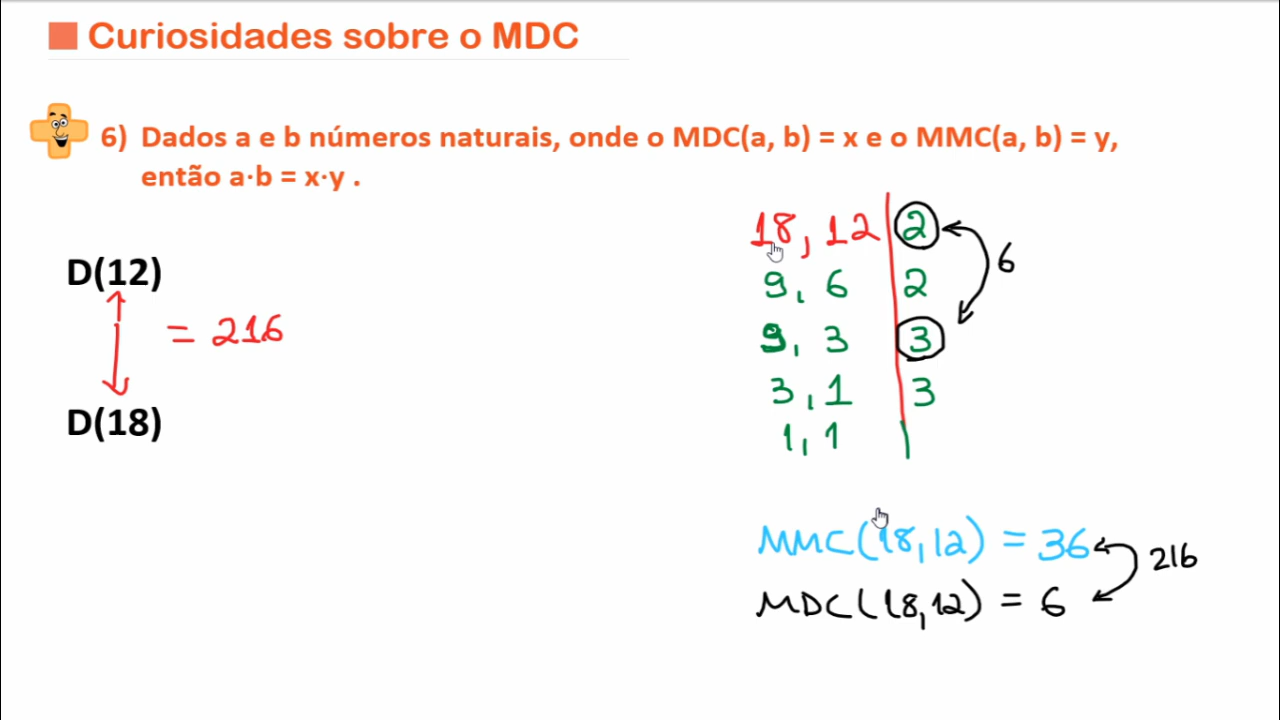 Curiosidades sobre o MDC
6) Dados a e b números naturais, onde o MDC(a, b) = x e o MMC(a, b) = y,
então a·b = x·y .
D(12)
= 216
D(18)
18, 12 2
9, 6 2
9, 3 3
3, 1 3
1, 1
6
MMC(18,12) = 36
MDC(18,12) = 6
216